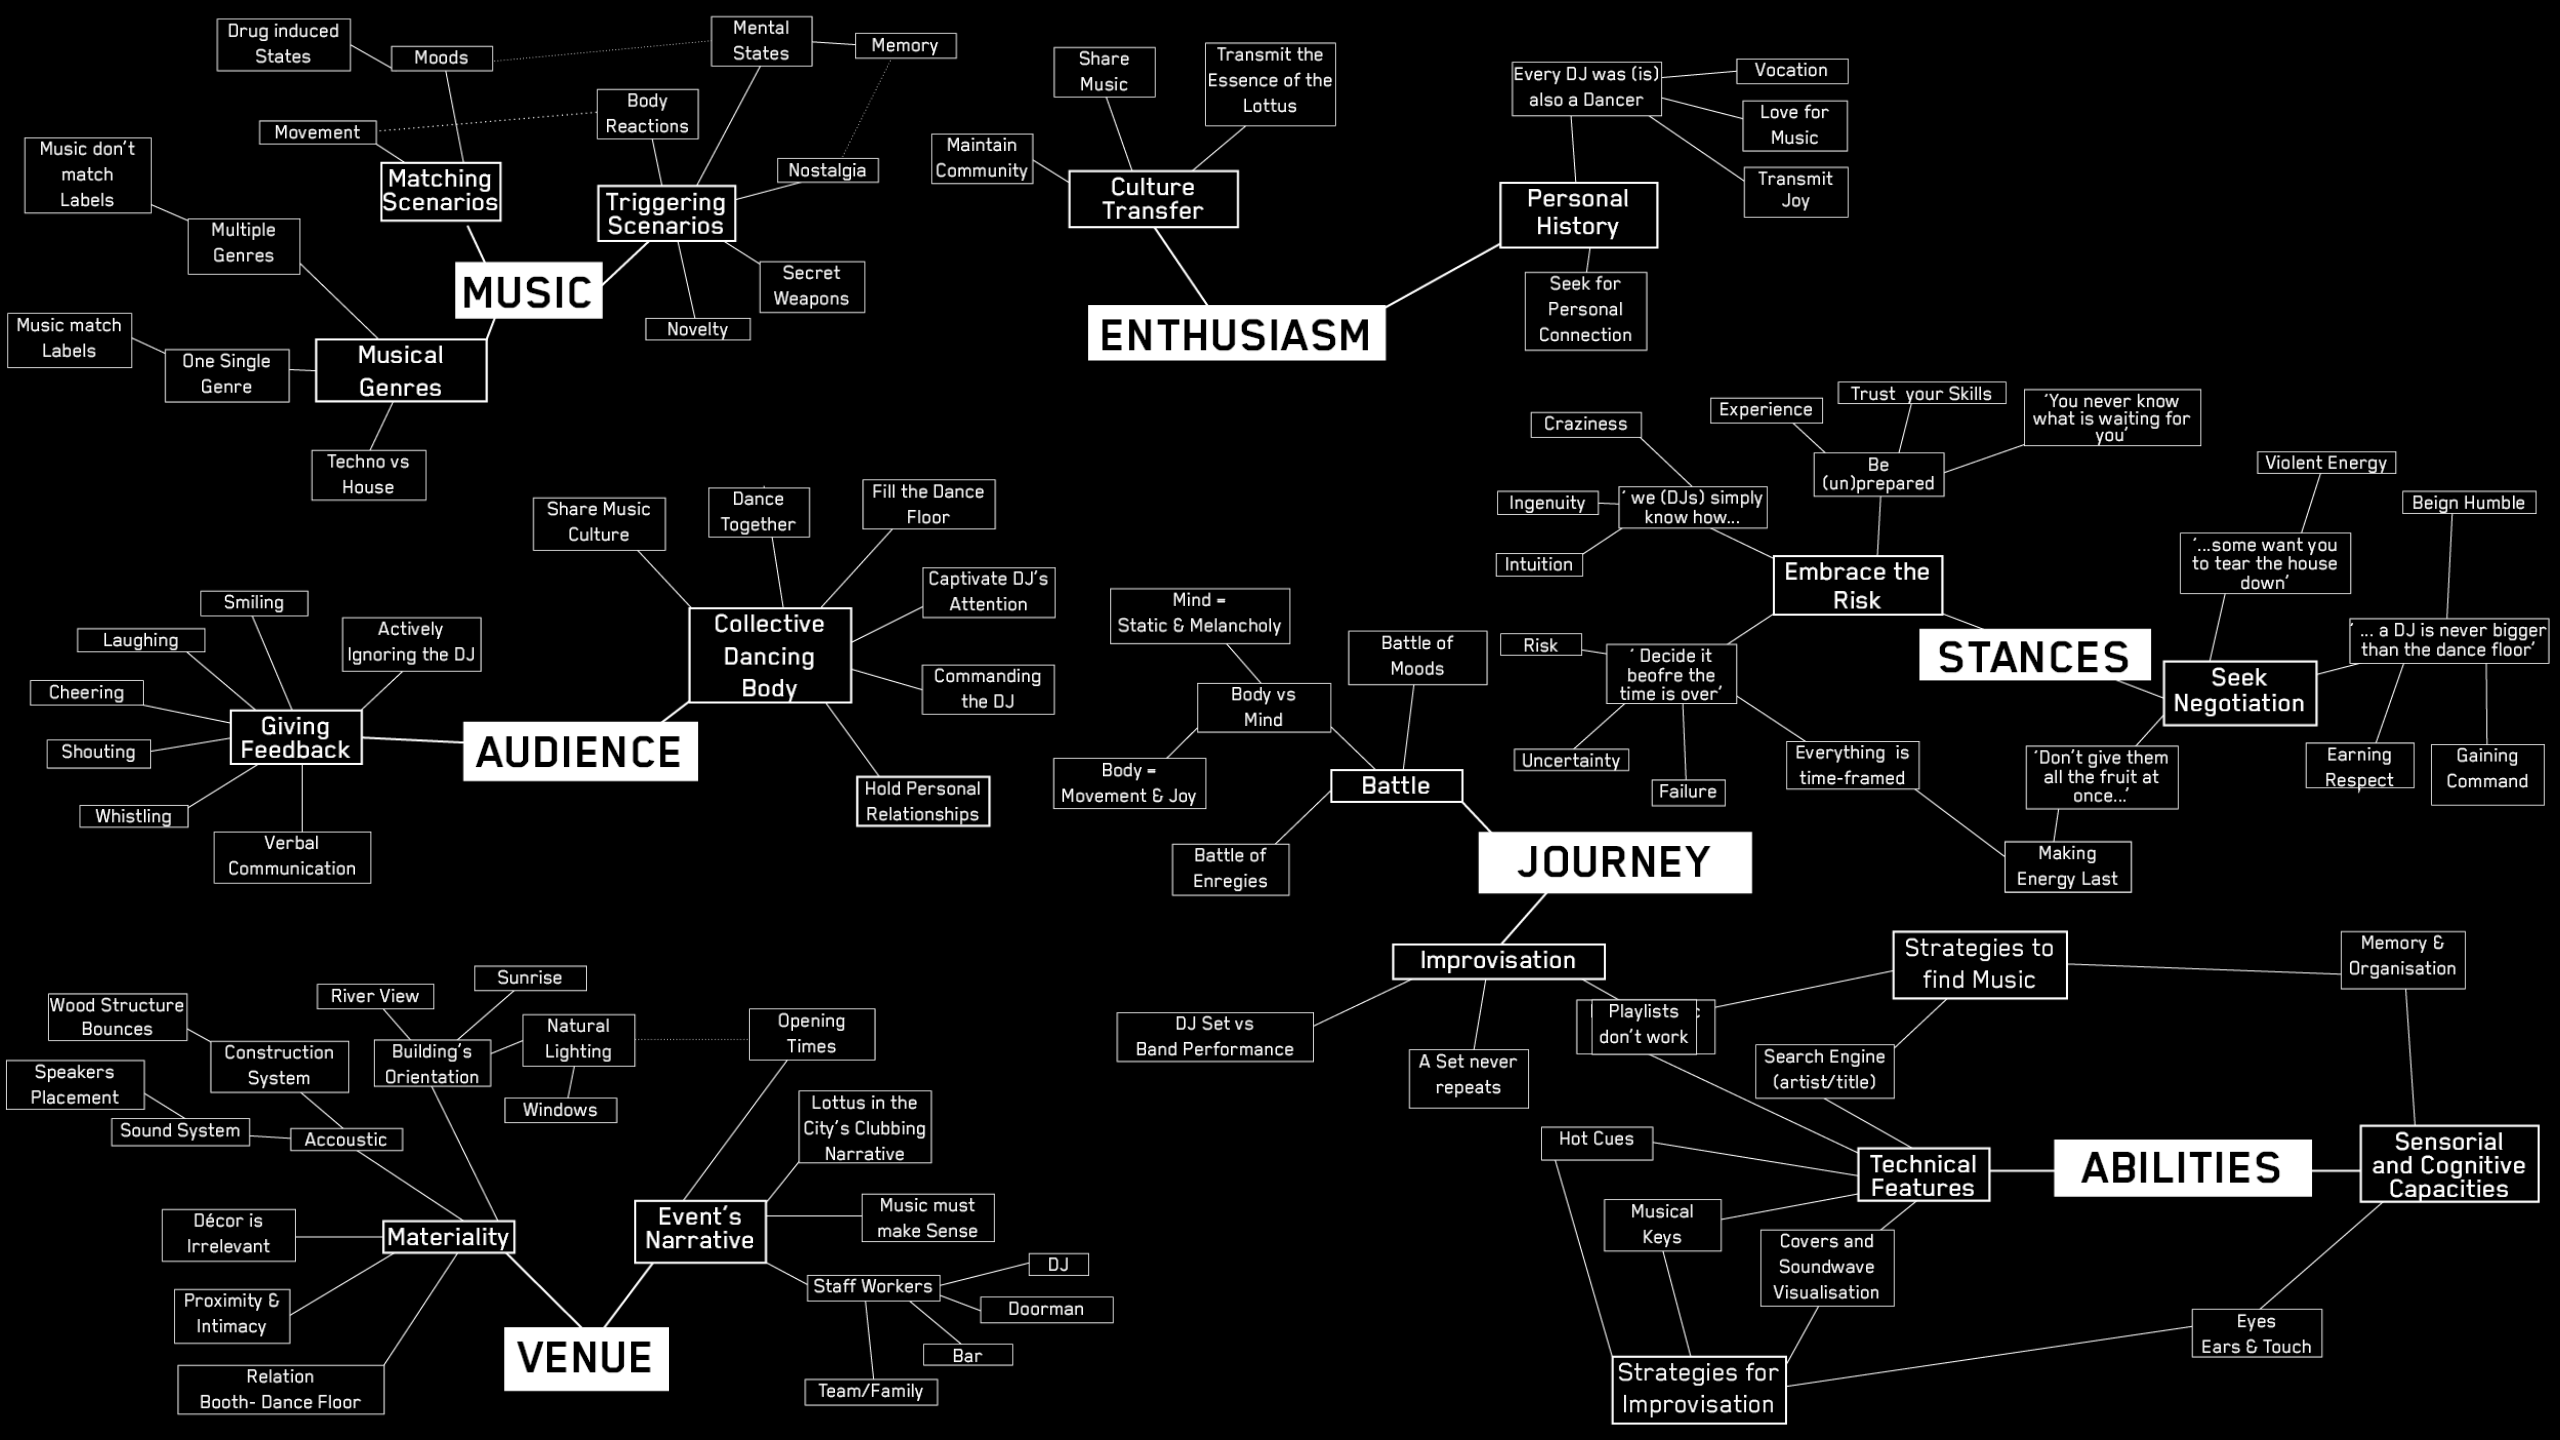 Drug induced
States
Moods
Mental
States
Memory
Body
Reactions
Movement
Music don't
match
Labels
Matching
Scenarios
Triggering
Scenarios
Nostalgia
Multiple
Genres
MUSIC
Secret
Weapons
Novelty
Music match
Labels
One Single
Genre
Musical
Genres
Techno vs
House
Share
Music
Transmit the
Essence of the
Lottus
Maintain
Community
Culture
Transfer
ENTHUSIASM
Every DJ was (is)
also a Dancer
Vocation
Love for
Music
Transmit
Joy
Personal
History
Seek for
Personal
Connection
Share Music
Culture
Dance
Together
Fill the Dance
Floor
Captivate DJ's
Attention
Commanding
the DJ
Collective
Dancing
Body
Hold Personal
Relationships
Smiling
Laughing
Actively
Ignoring the DJ
Cheering
Shouting
Whistling
Verbal
Communication
Giving
Feedback
AUDIENCE
Craziness
Experience
Trust your Skills
'You never know
what is waiting for
you'
Be
(un)prepared
Ingenuity
' we (DJs) simply
know how...
Intuition
Embrace the
Risk
Risk
' Decide it
beofre the
time is over'
Uncertainty
Failure
Everything is
time-framed
STANCES
Violent Energy
Beign Humble
'...some want you
to tear the house
down'
' ... a DJ is never bigger
than the dance floor'
Seek
Negotiation
Earning
Respect
Gaining
Command
'Don't give them
all the fruit at
once...'
Making
Energy Last
Mind =
Static & Melancholy
Battle of
Moods
Body vs
Mind
Body =
Movement & Joy
Battle
Battle of
Enregies
JOURNEY
Improvisation
DJ Set vs
Band Performance
A Set never
repeats
Playlists
don't work
Strategies to
find Music
Memory &
Organisation
Search Engine
(artist/title)
Hot Cues
Technical
Features
ABILITIES
Sensorial
and Cognitive
Capacities
Musical
Keys
Covers and
Soundwave
Visualisation
Eyes
Ears & Touch
Strategies for
Improvisation
Sunrise
River View
Wood Structure
Bounces
Natural
Lighting
Opening
Times
Construction
System
Building's
Orientation
Speakers
Placement
Windows
Sound System
Accoustic
Lottus in the
City's Clubbing
Narrative
Décor is
Irrelevant
Materiality
Event's
Narrative
Music must
make Sense
Proximity &
Intimacy
Staff Workers
DJ
Doorman
Bar
Team/Family
Relation
Booth- Dance Floor
VENUE